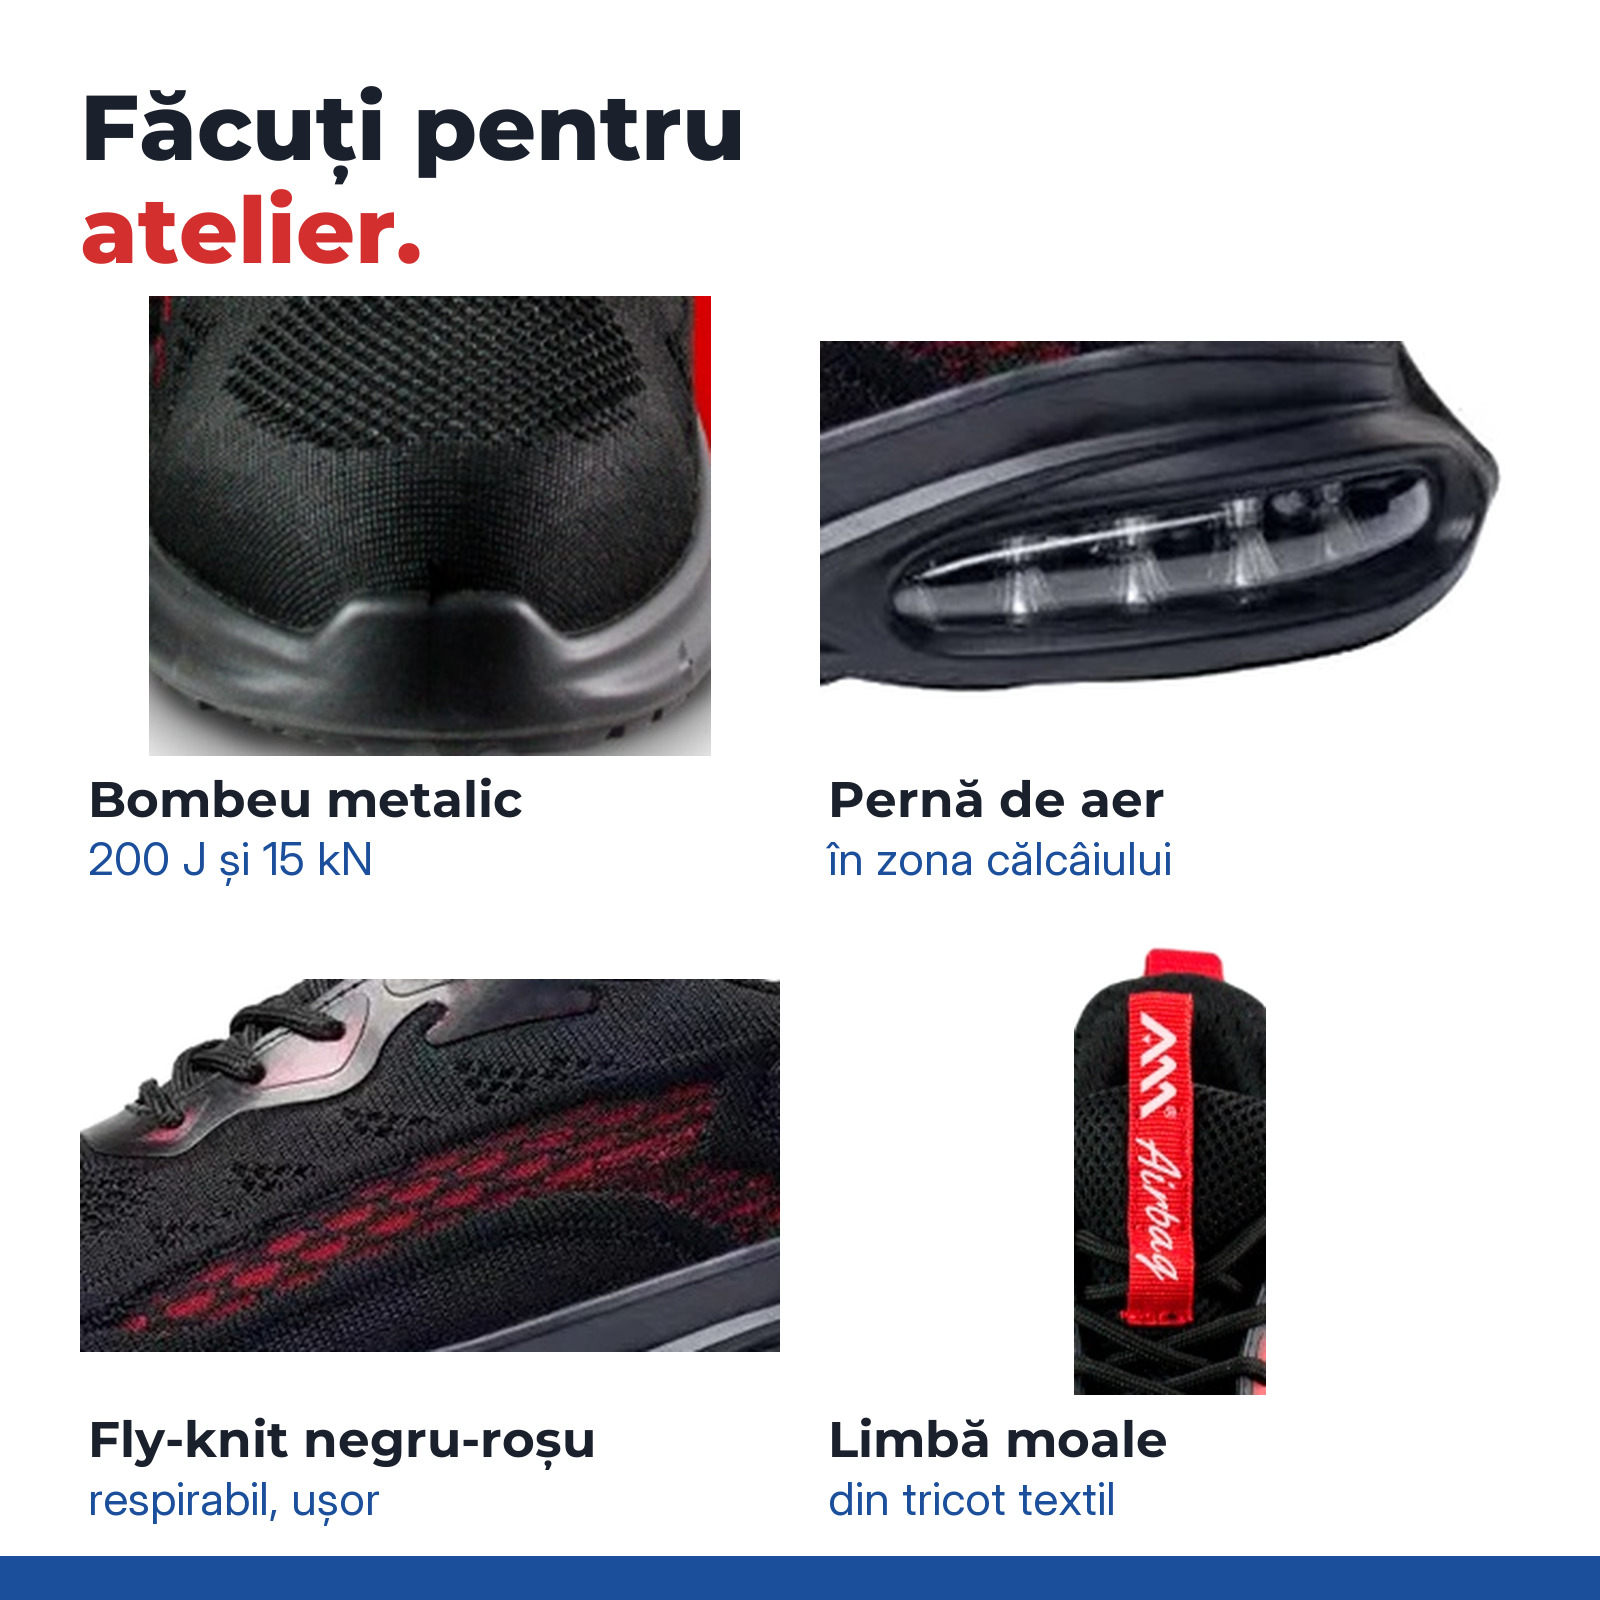 Făcuți pentru
atelier.
Bombeu metalic
200 J și 15 kN
Pernă de aer
în zona călcâiului
Airbag
Fly-knit negru-roșu
respirabil, ușor
Limbă moale
din tricot textil